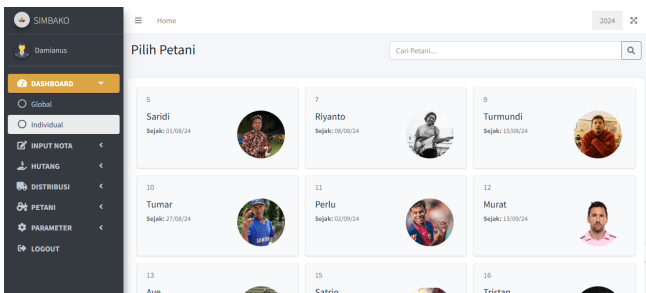 SIMBAKO
Home
2024
Damianus
Pilih Petani
Cari Petani...
DASHBOARD
Global
Individual
INPUT NOTA
HUTANG
DISTRIBUSI
PETANI
PARAMETER
LOGOUT
5
Saridi
Sejak: 01/08/24
7
Riyanto
Sejak: 08/08/24
9
Turmundi
Sejak: 15/08/24
10
Tumar
Sejak: 27/08/24
11
Perlu
Sejak: 02/09/24
12
Murat
Sejak: 13/09/24
13
15
Satrio
16
Tristan